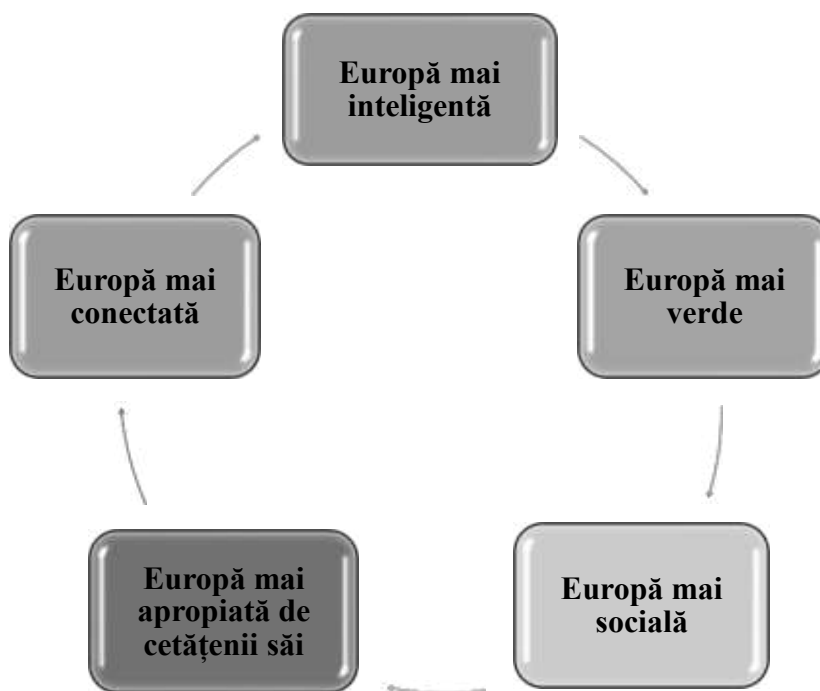 Europă mai
inteligentă
Europă mai
verde
Europă mai
socială
Europă mai
apropiată de
cetățenii săi
Europă mai
conectată